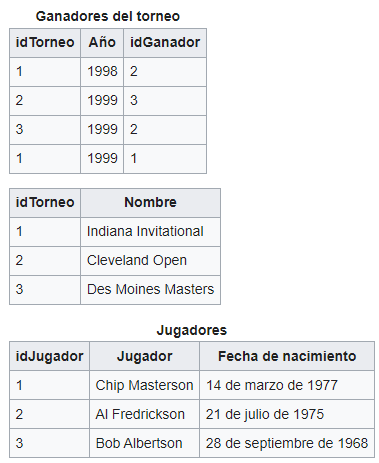 Ganadores del torneo
idTorneo Año idGanador
1 1998 2
2 1999 3
3 1999 2
1 1999 1
idTorneo Nombre
1 Indiana Invitational
2 Cleveland Open
3 Des Moines Masters
Jugadores
idJugador Jugador Fecha de nacimiento
1 Chip Masterson 14 de marzo de 1977
2 Al Fredrickson 21 de julio de 1975
3 Bob Albertson 28 de septiembre de 1968